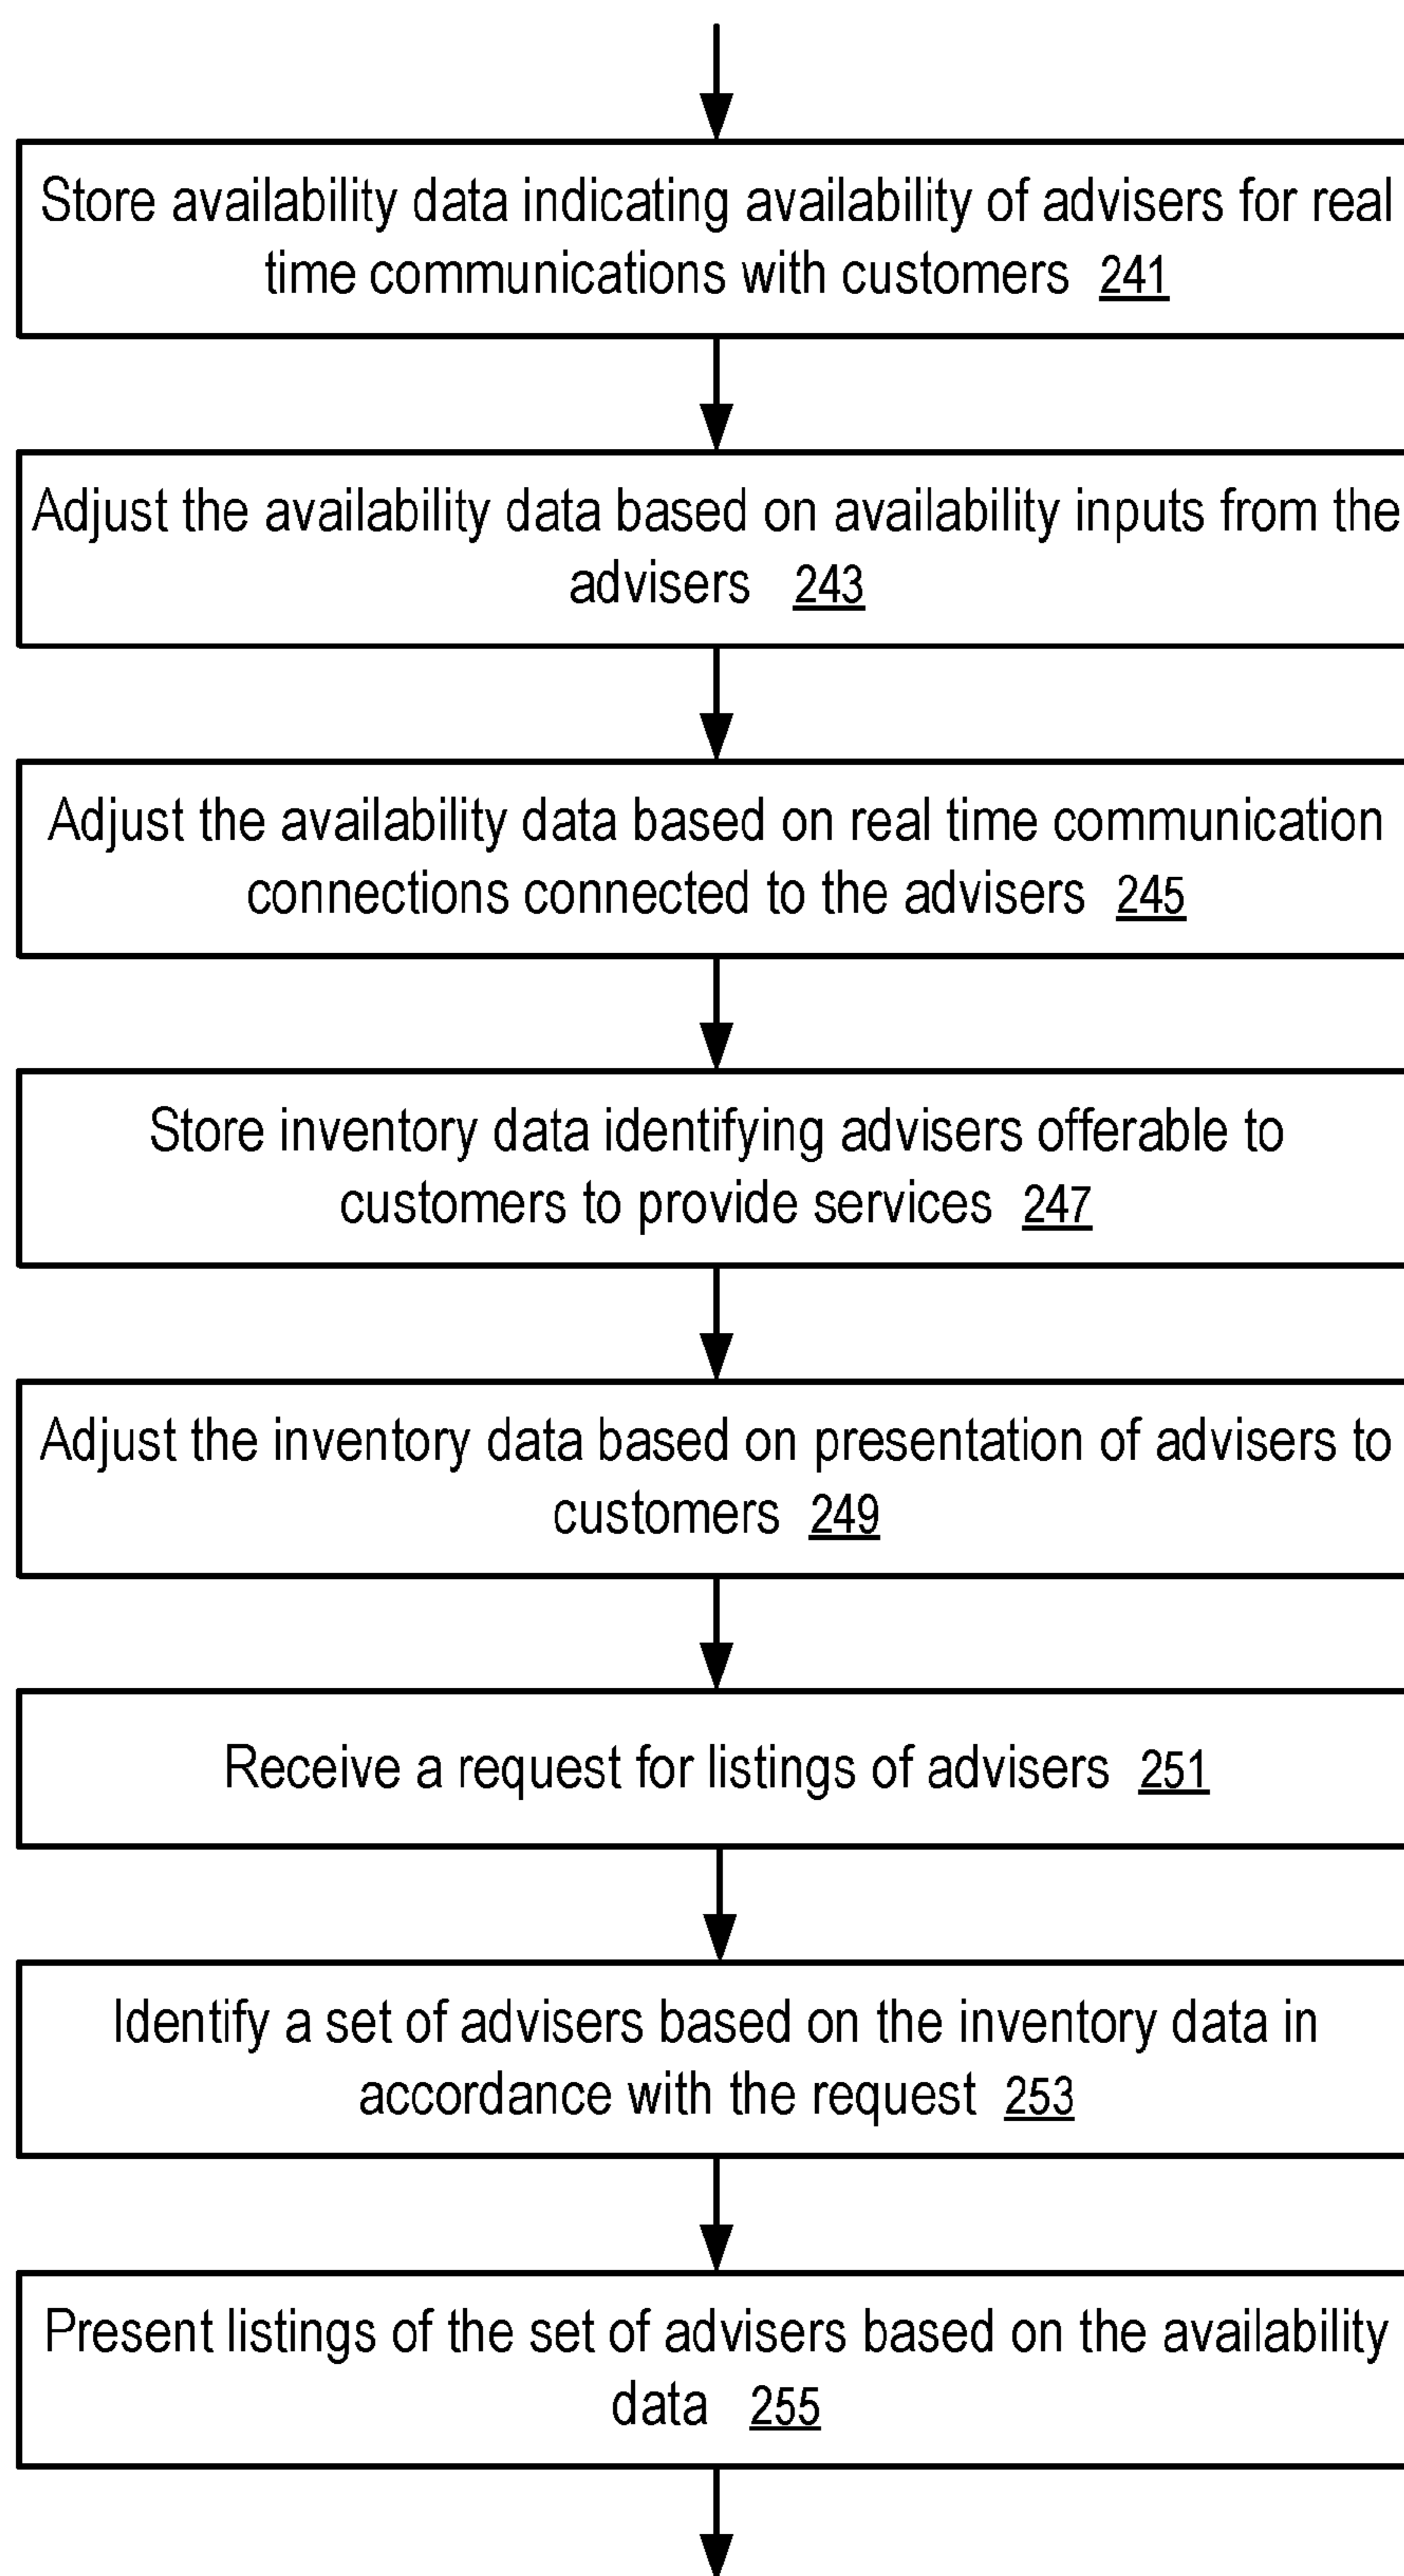 Store availability data indicating availability of advisers for real
time communications with customers 241
Adjust the availability data based on availability inputs from the
advisers 243
Adjust the availability data based on real time communication
connections connected to the advisers 245
Store inventory data identifying advisers offerable to
customers to provide services 247
Adjust the inventory data based on presentation of advisers to
customers 249
Receive a request for listings of advisers 251
Identify a set of advisers based on the inventory data in
accordance with the request 253
Present listings of the set of advisers based on the availability
data 255